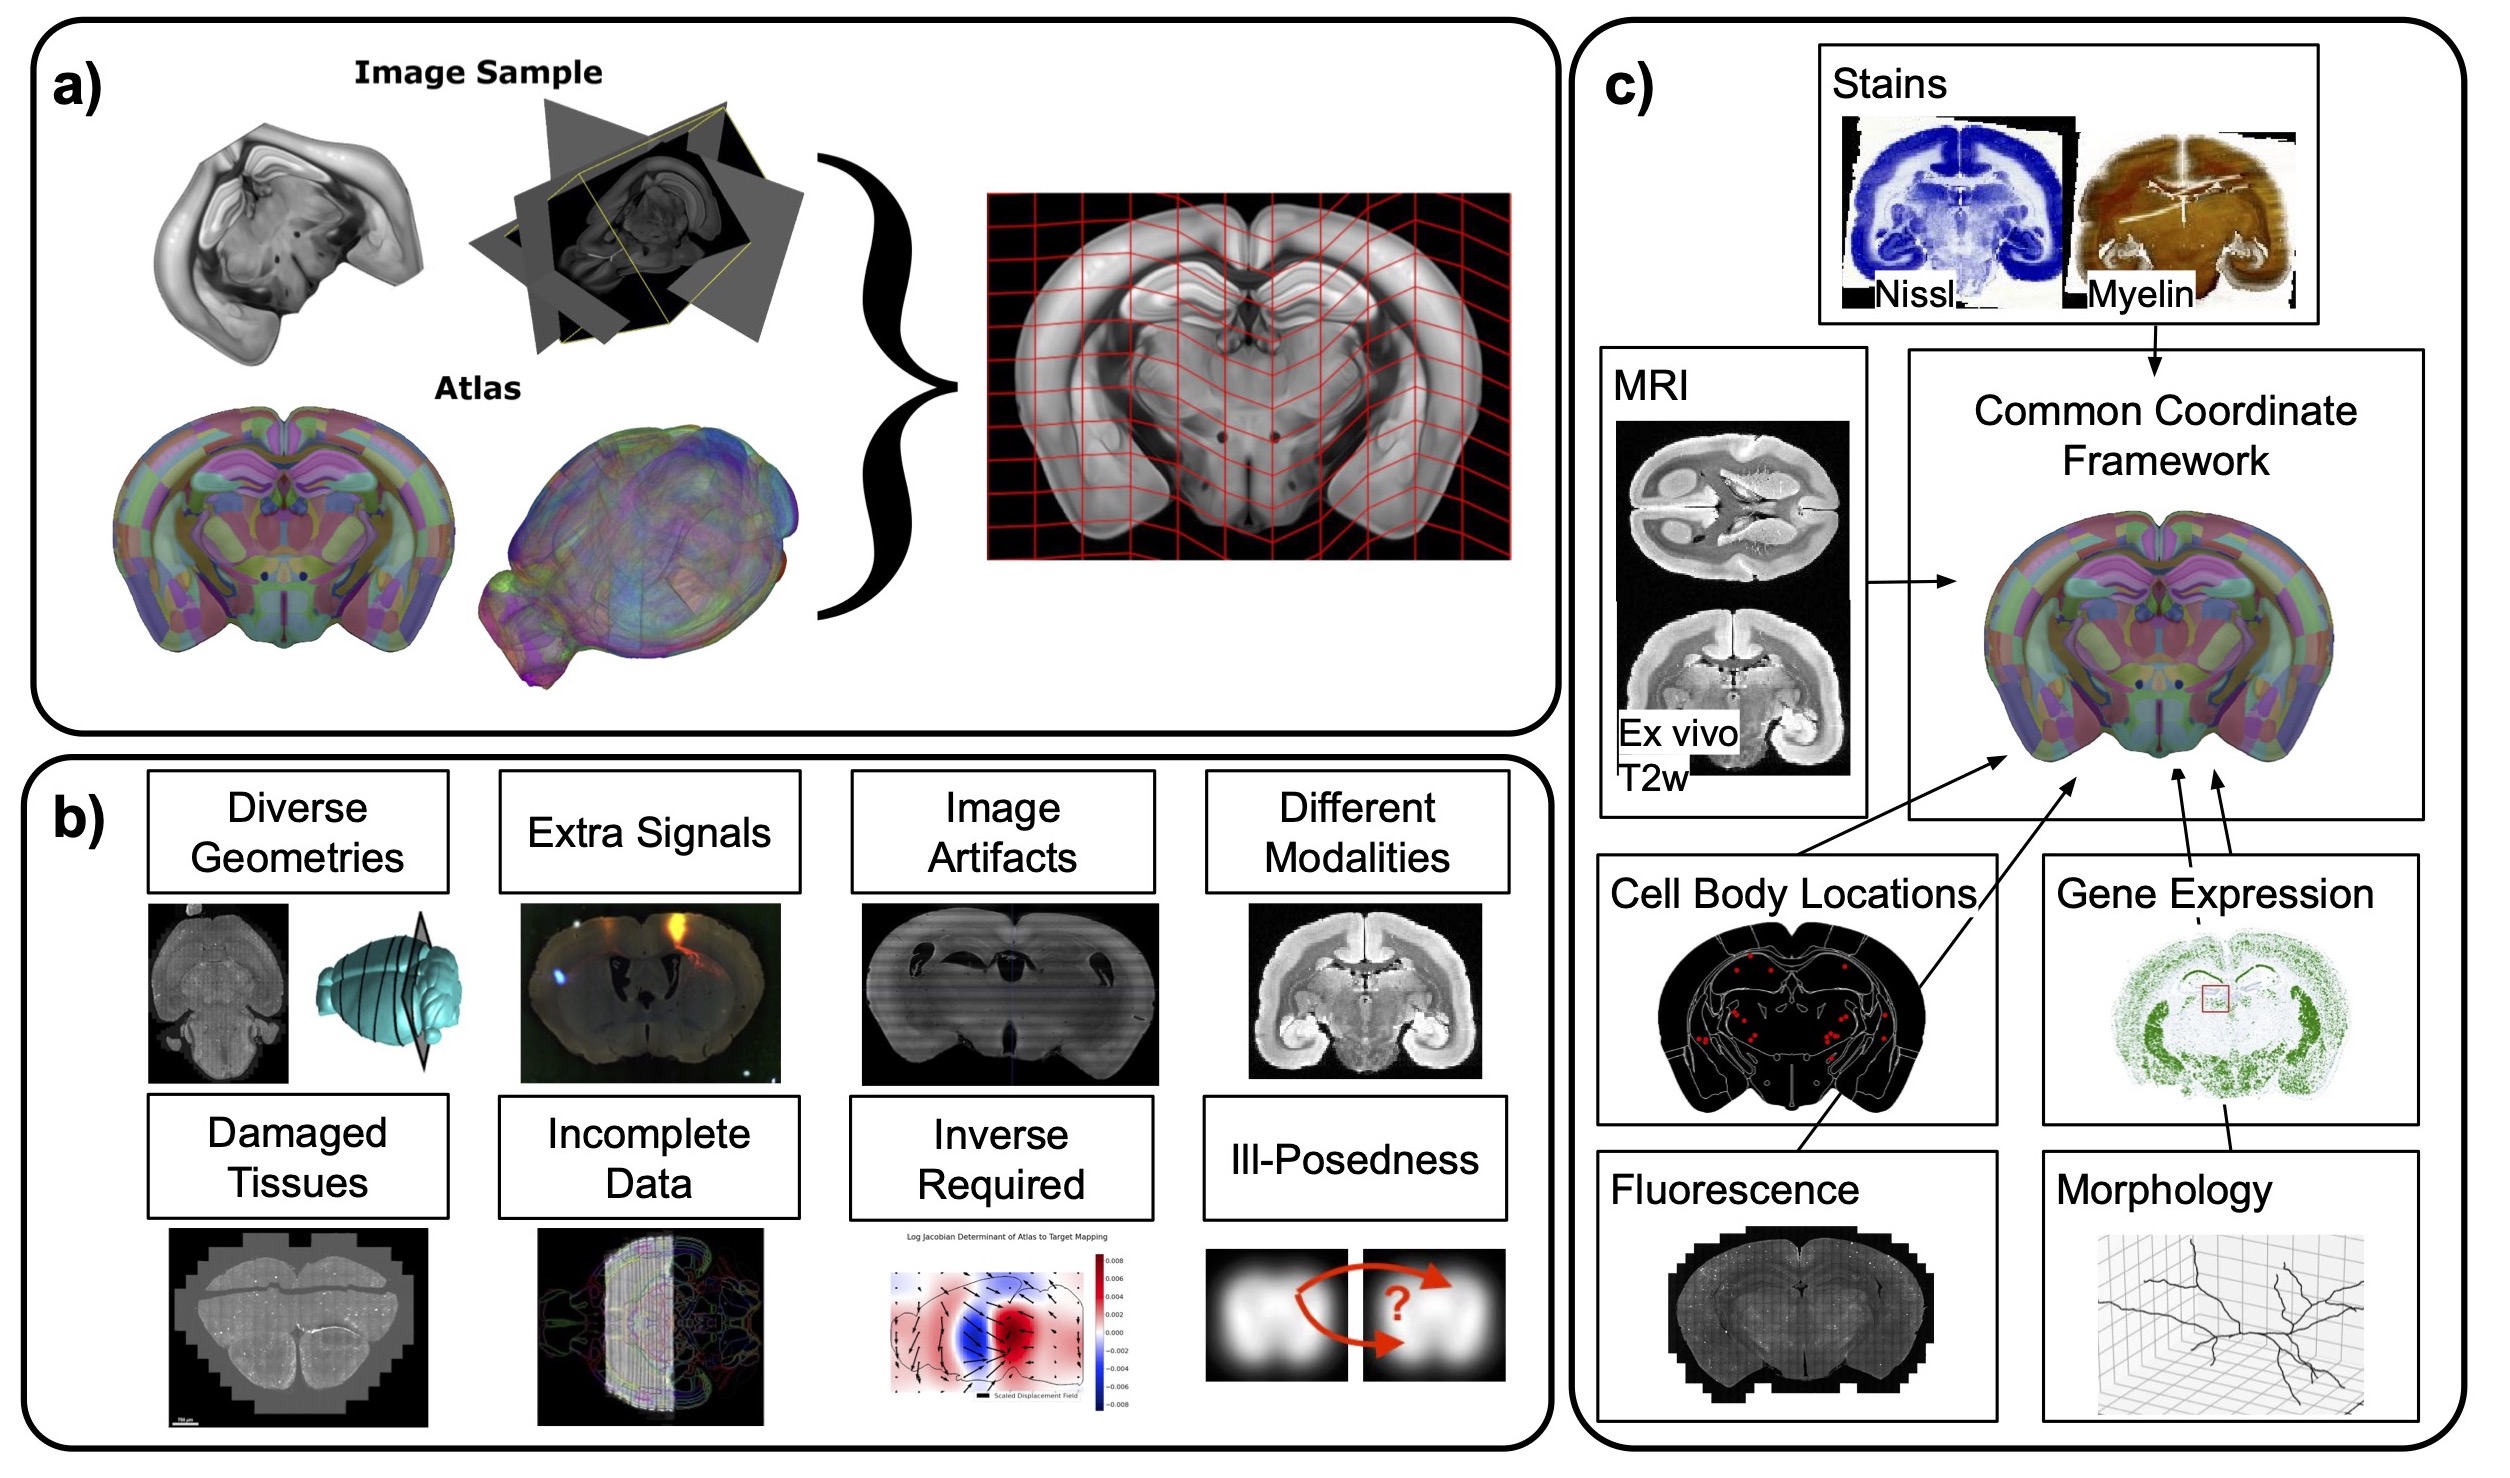 a)
Image Sample
Atlas
b)
Diverse
Geometries
Extra Signals
Image
Artifacts
Different
Modalities
Damaged
Tissues
Incomplete
Data
Inverse
Required
Ill-Posedness
Log Jacobian Determinant of Atlas to Target Mapping
0.008
0.006
0.004
0.002
0.000
−0.002
−0.004
−0.006
−0.008
Scaled Displacement Field
?
c)
Stains
Nissl
Myelin
MRI
Ex vivo
T2w
Common Coordinate
Framework
Cell Body Locations
Gene Expression
Fluorescence
Morphology